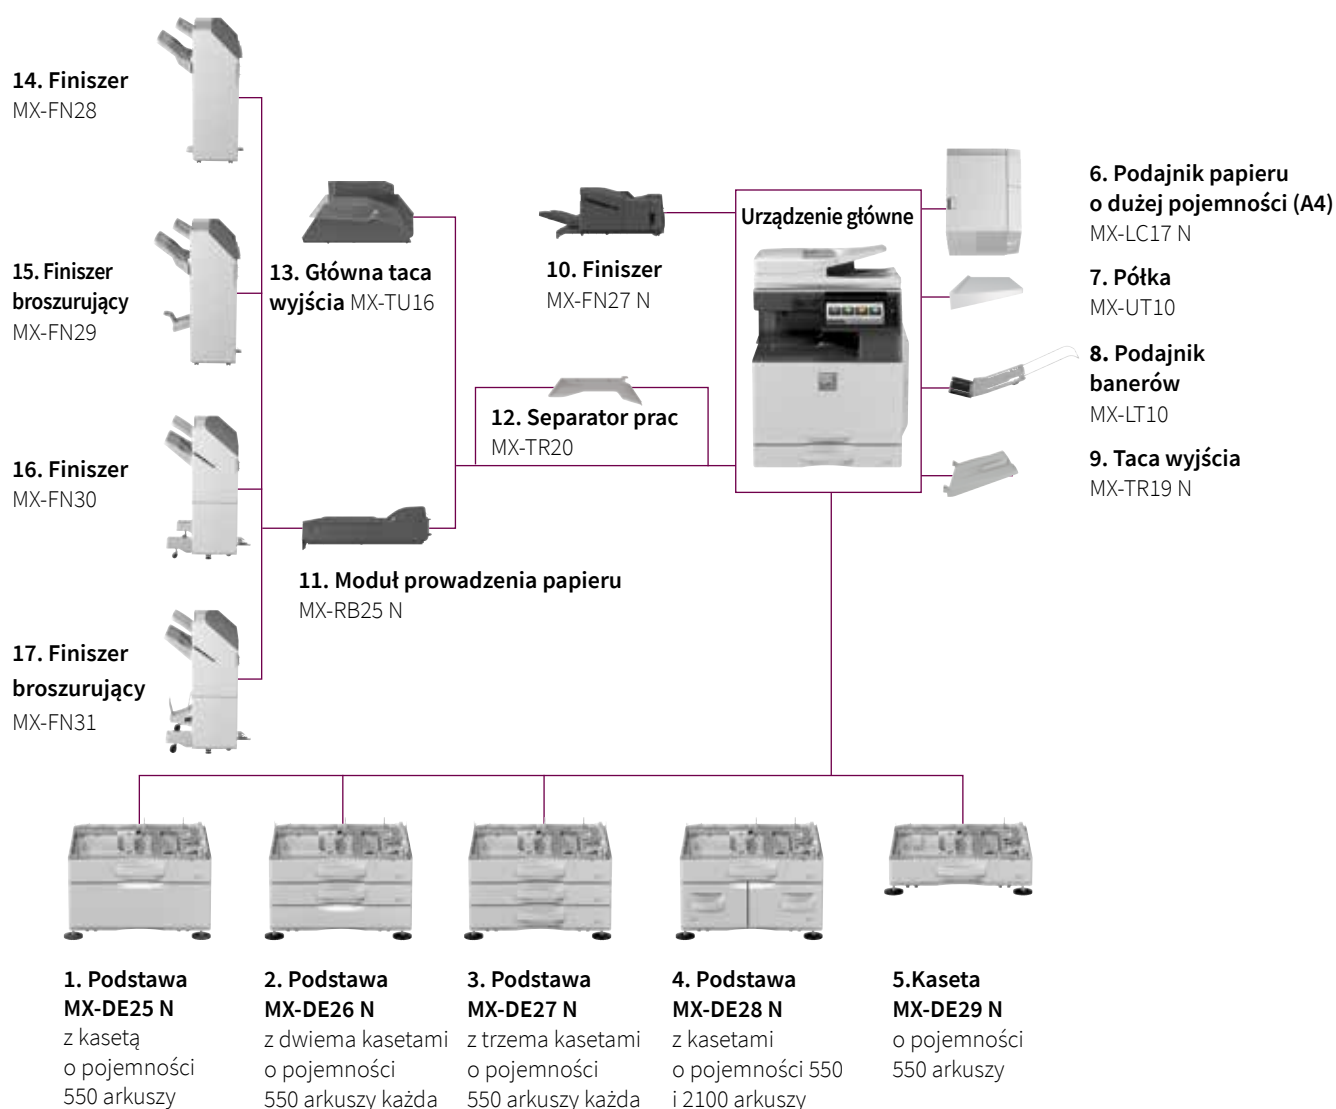 14. Finiszer
MX-FN28
15. Finiszer
broszurujący
MX-FN29
16. Finiszer
MX-FN30
17. Finiszer
broszurujący
MX-FN31
13. Główna taca
wyjścia MX-TU16
10. Finiszer
MX-FN27 N
12. Separator prac
MX-TR20
11. Moduł prowadzenia papieru
MX-RB25 N
Urządzenie główne
6. Podajnik papieru
o dużej pojemności (A4)
MX-LC17 N
7. Półka
MX-UT10
8. Podajnik
banerów
MX-LT10
9. Taca wyjścia
MX-TR19 N
1. Podstawa
MX-DE25 N
z kasetą
o pojemności
550 arkuszy
2. Podstawa
MX-DE26 N
z dwiema kasetami
o pojemności
550 arkuszy każda
3. Podstawa
MX-DE27 N
z trzema kasetami
o pojemności
550 arkuszy każda
4. Podstawa
MX-DE28 N
z kasetami
o pojemności 550
i 2100 arkuszy
5.Kaseta
MX-DE29 N
o pojemności
550 arkuszy